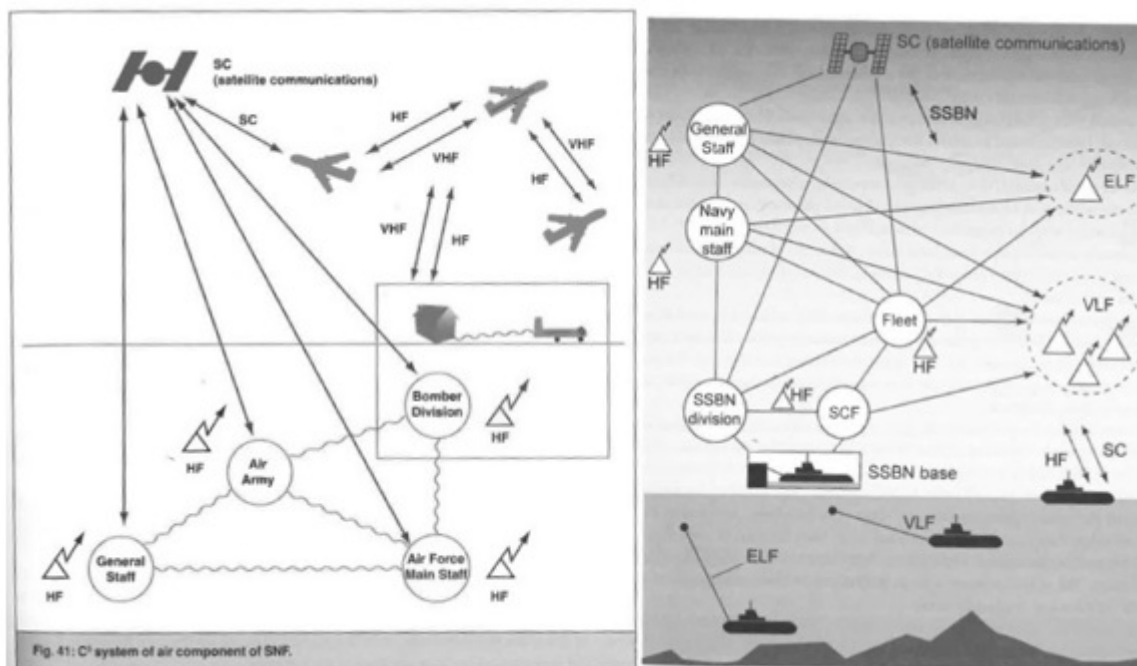 SC
(satellite communications)
SC
HF
VHF
VHF
HF
VHF
HF
Bomber
Division
HF
HF
Air
Army
HF
General
Staff
Air Force
Main Staff
HF
Fig. 41: C³ system of air component of SNF.
SC (satellite communications)
SSBN
General
Staff
HF
ELF
Navy
main
staff
HF
VLF
Fleet
HF
HF
SSBN
division
SCF
SSBN base
HF
SC
VLF
ELF